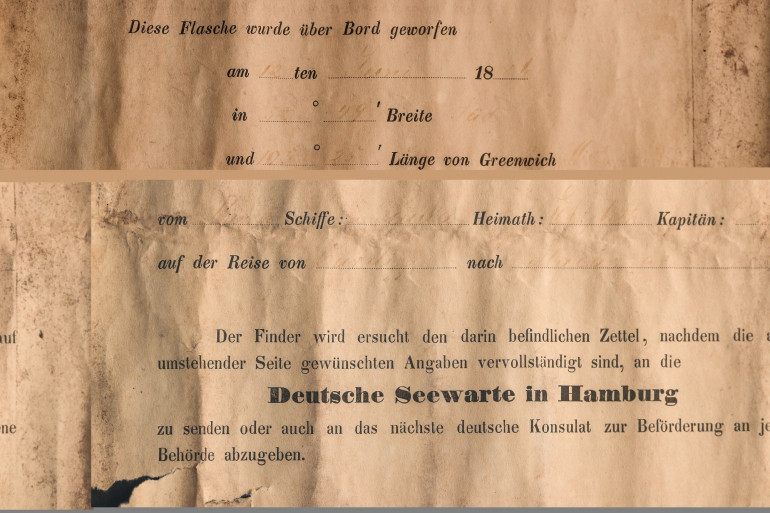 Diese Flasche wurde über Bord geworfen
am ten 18
in ° ' Breite
und ° ' Länge von Greenwich
vom Schiffe: Heimath: Kapitän:
auf der Reise von nach
Der Finder wird ersucht den darin befindlichen Zettel, nachdem die
umstehender Seite gewünschten Angaben vervollständigt sind, an die
Deutsche Seewarte in Hamburg
zu senden oder auch an das nächste deutsche Konsulat zur Beförderung an
Behörde abzugeben.